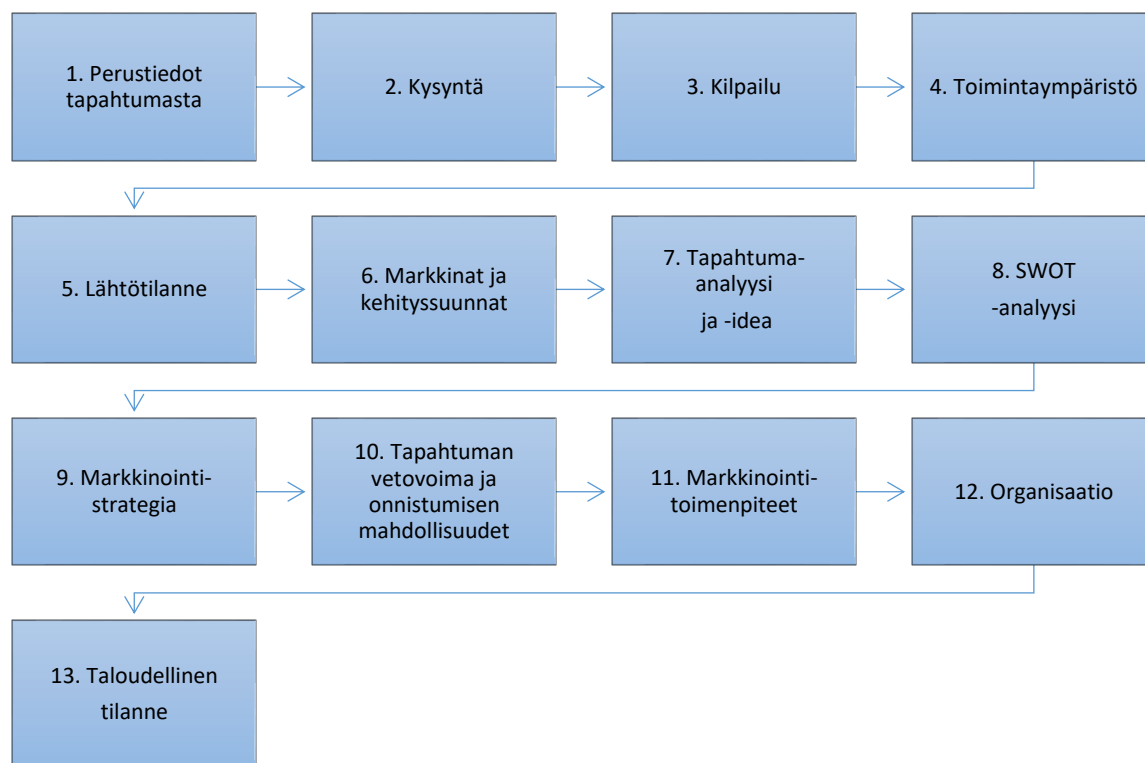 1. Perustiedot
tapahtumasta
2. Kysyntä
3. Kilpailu
4. Toimintaympäristö
5. Lähtötilanne
6. Markkinat ja
kehityssuunnat
7. Tapahtuma-
analyysi
ja -idea
8. SWOT
-analyysi
9. Markkinointi-
strategia
10. Tapahtuman
vetovoima ja
onnistumisen
mahdollisuudet
11. Markkinointi-
toimenpiteet
12. Organisaatio
13. Taloudellinen
tilanne